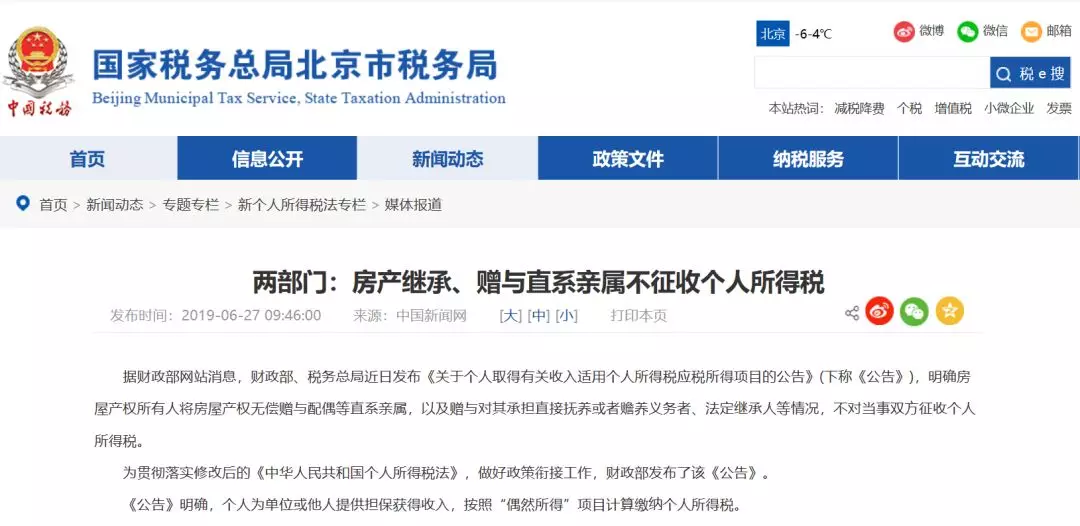 北京 -6-4℃ 微博 微信 邮箱
国家税务总局北京市税务局
Beijing Municipal Tax Service, State Taxation Administration
中国税务
税 e 搜
本站热词： 减税降费 个税 增值税 小微企业 发票
首页 信息公开 新闻动态 政策文件 纳税服务 互动交流
首页 > 新闻动态 > 专题专栏 > 新个人所得税法专栏 > 媒体报道
两部门：房产继承、赠与直系亲属不征收个人所得税
发布时间：2019-06-27 09:46:00 来源：中国新闻网 [大] [中] [小] 打印本页
据财政部网站消息，财政部、税务总局近日发布《关于个人取得有关收入适用个人所得税应税所得项目的公告》(下称《公告》)，明确房
屋产权所有人将房屋产权无偿赠与配偶等直系亲属，以及赠与对其承担直接抚养或者赡养义务者、法定继承人等情况，不对当事双方征收个人
所得税。
为贯彻落实修改后的《中华人民共和国个人所得税法》，做好政策衔接工作，财政部发布了该《公告》。
《公告》明确，个人为单位或他人提供担保获得收入，按照“偶然所得”项目计算缴纳个人所得税。